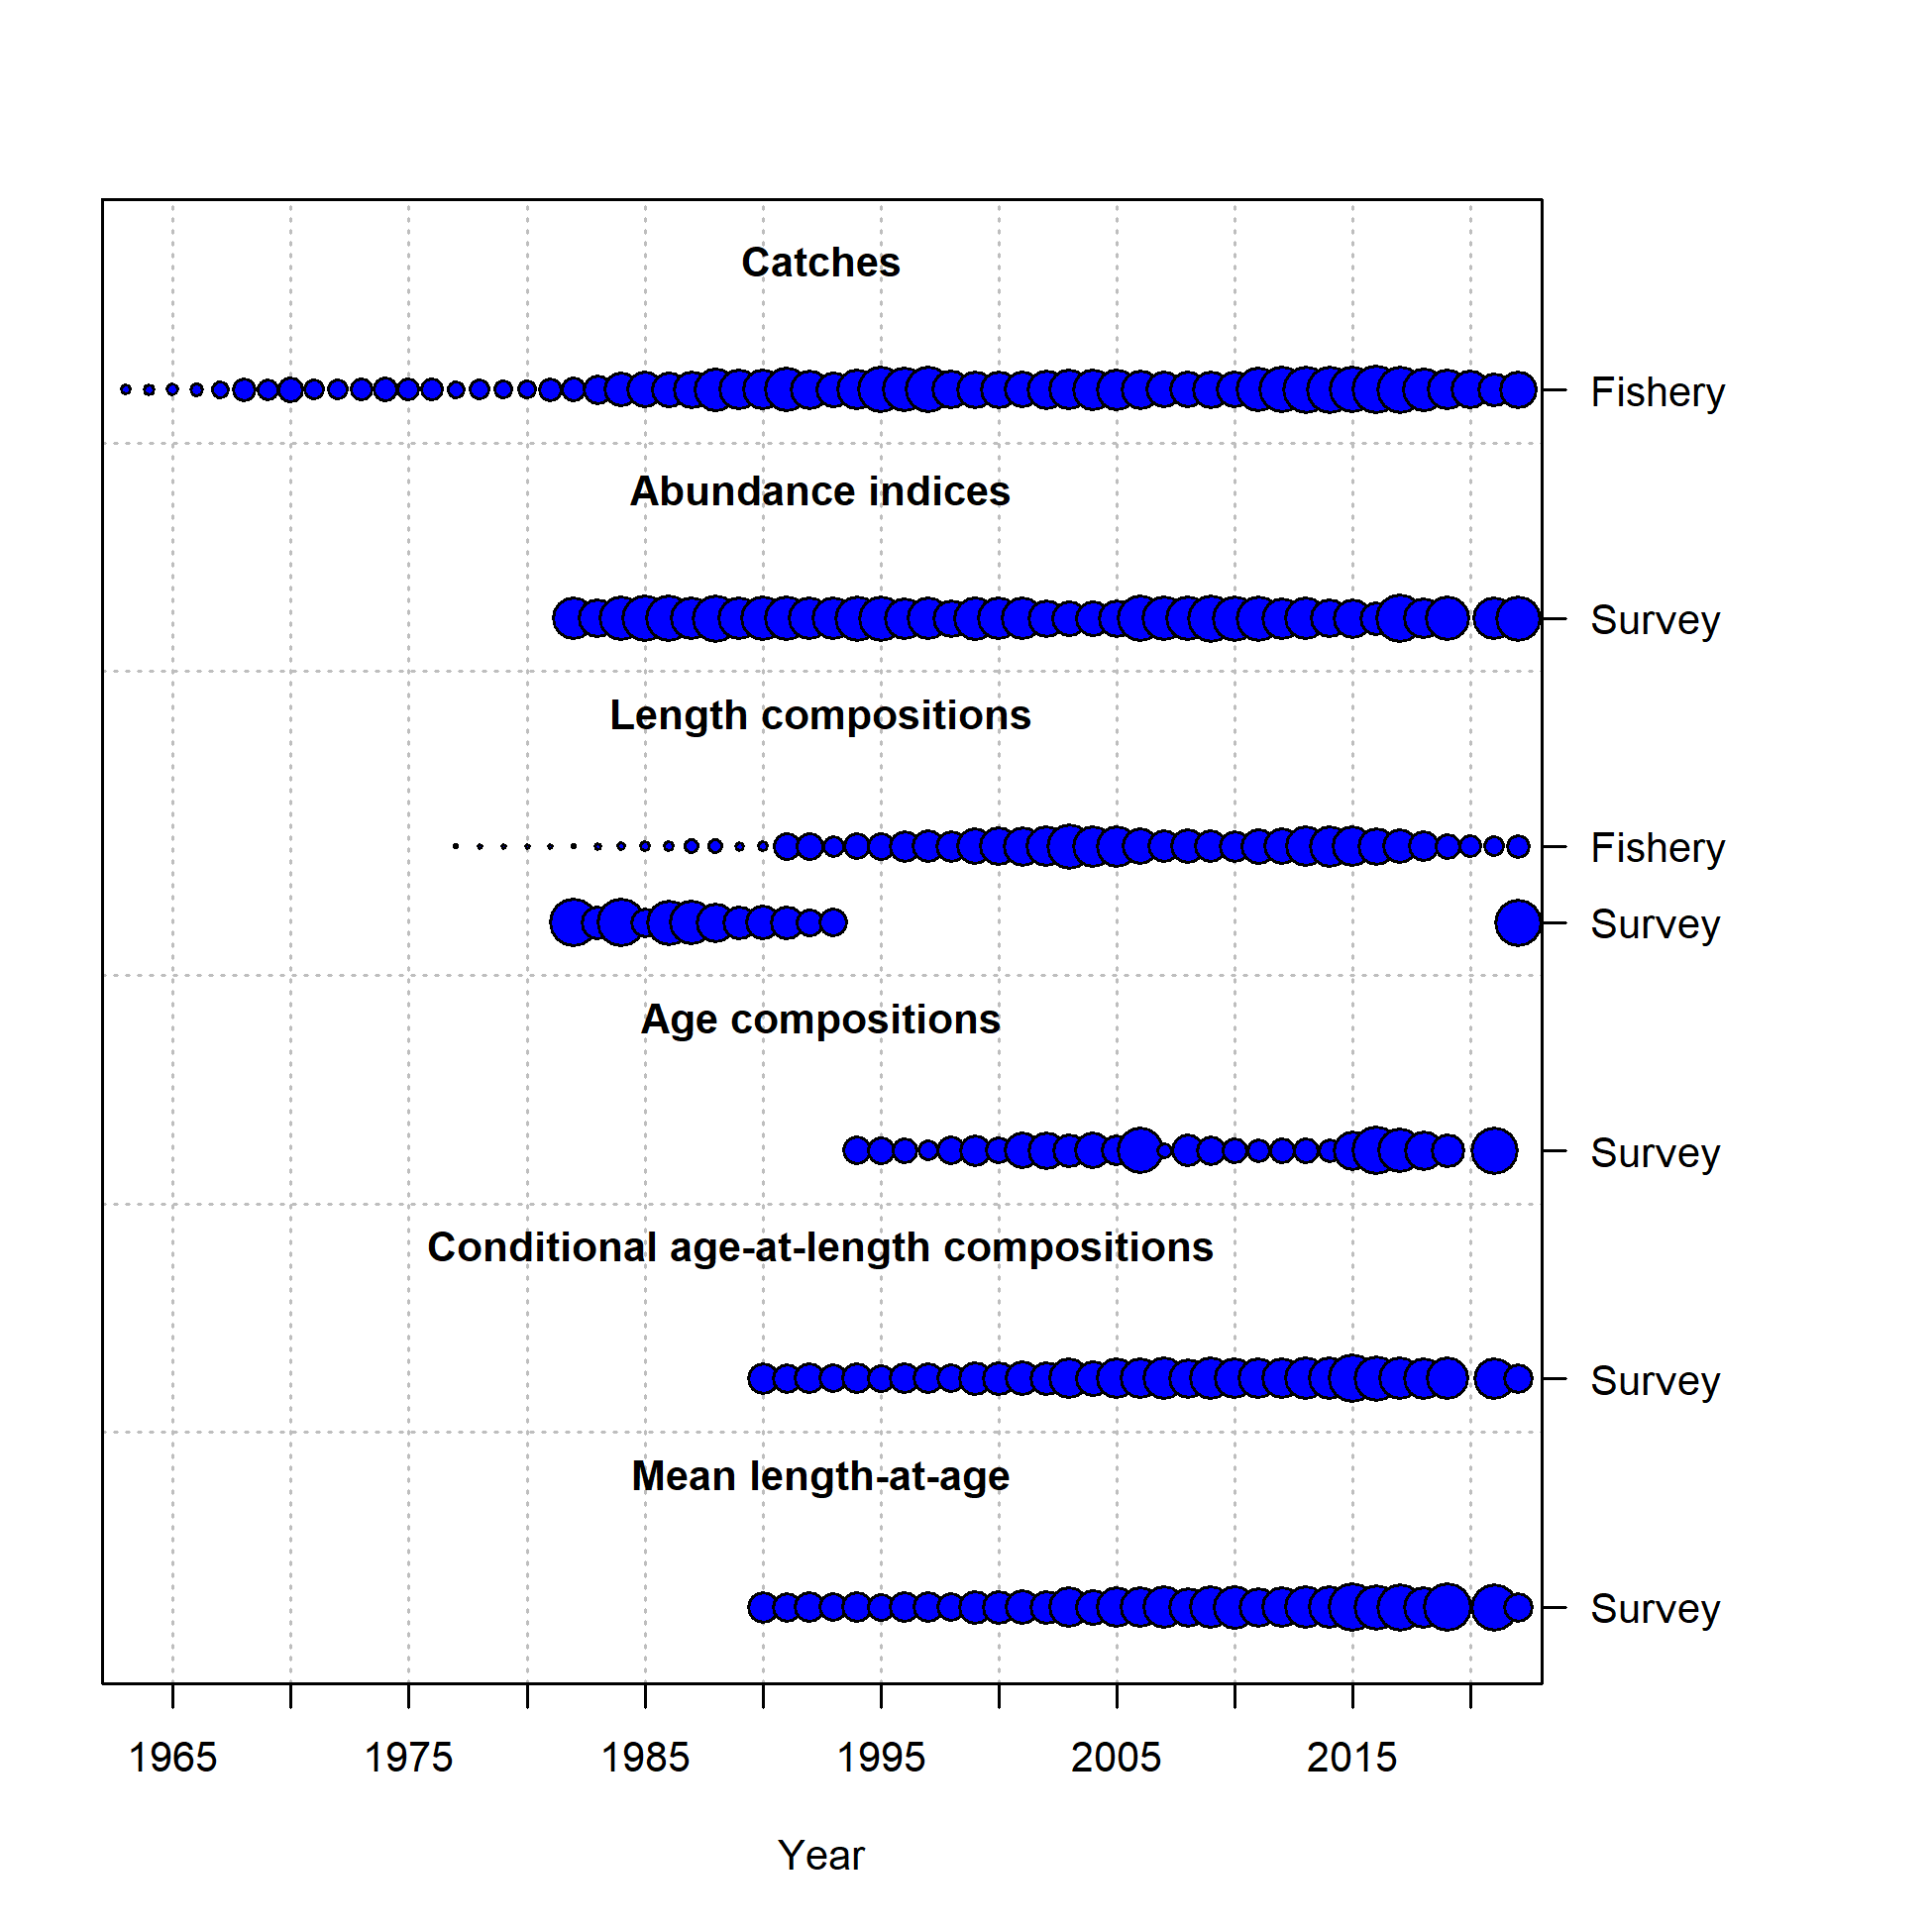 Catches
Fishery
Abundance indices
Survey
Length compositions
Fishery
Survey
Age compositions
Survey
Conditional age-at-length compositions
Survey
Mean length-at-age
Survey
1965 1975 1985 1995 2005 2015
Year